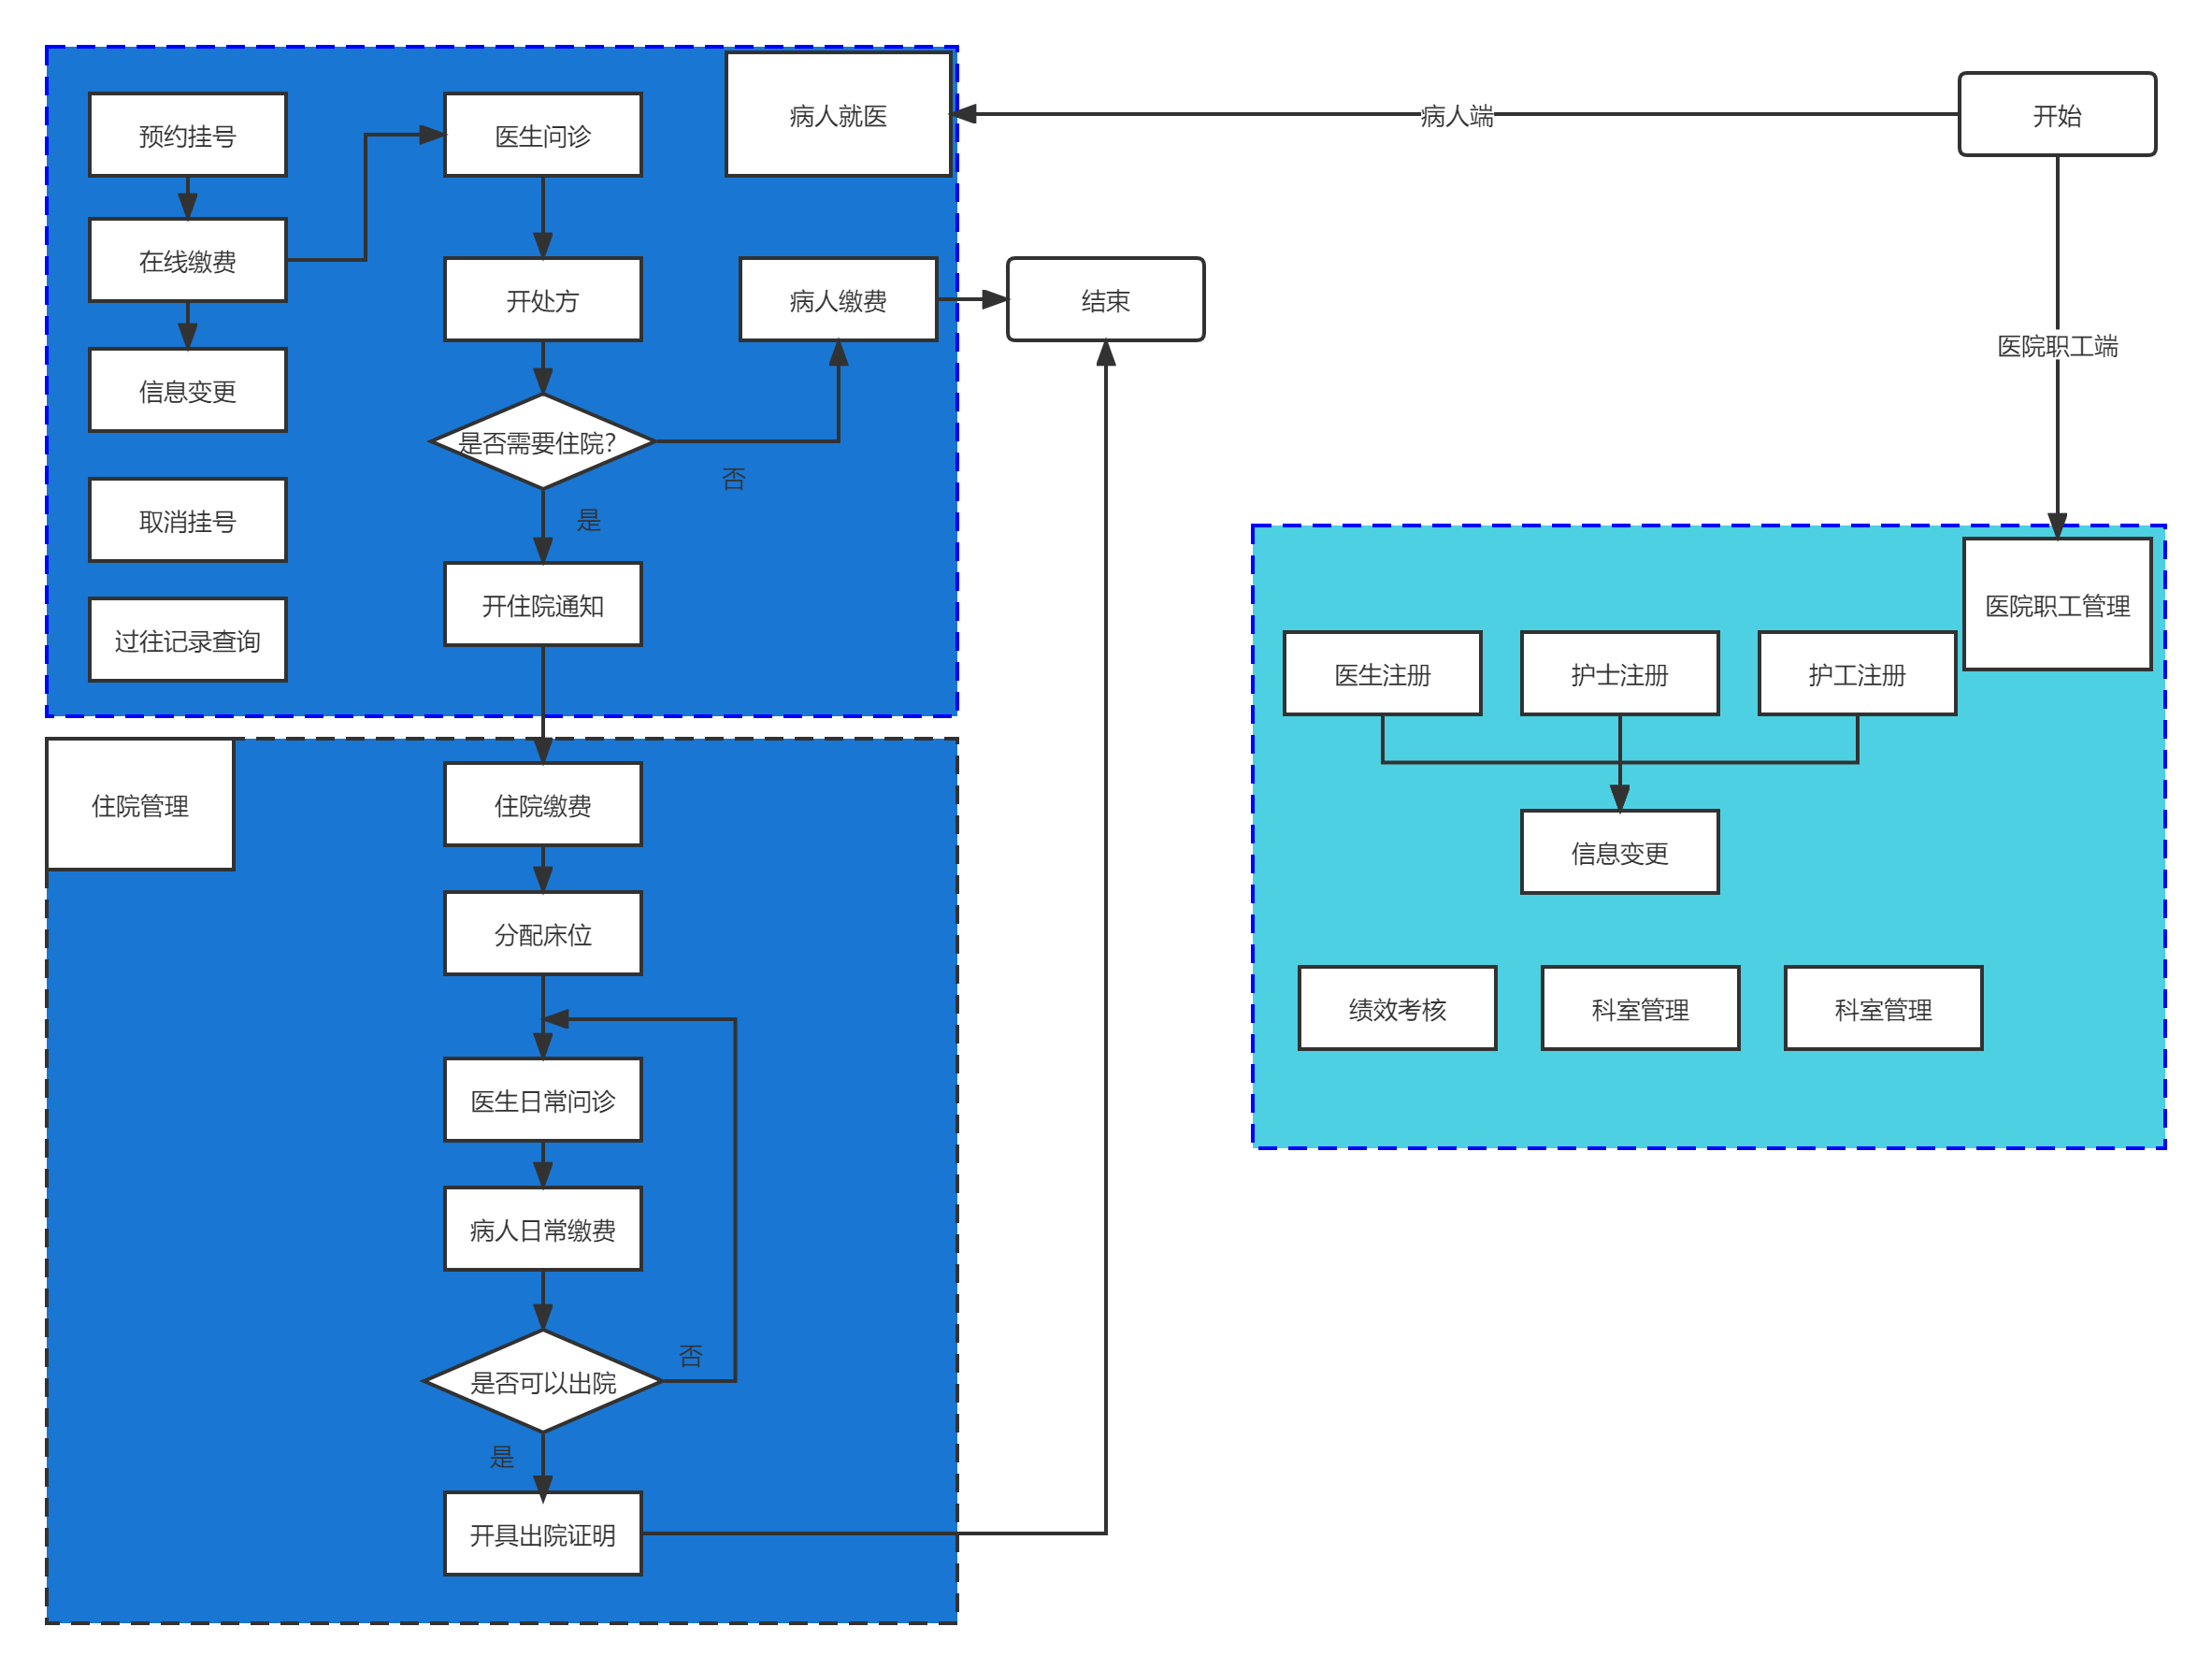 病人就医
病人端
开始
预约挂号
医生问诊
在线缴费
开处方
病人缴费
结束
医院职工端
信息变更
是否需要住院?
否
取消挂号
是
开住院通知
过往记录查询
医院职工管理
医生注册
护士注册
护工注册
信息变更
绩效考核
科室管理
科室管理
住院管理
住院缴费
分配床位
医生日常问诊
病人日常缴费
否
是否可以出院
是
开具出院证明